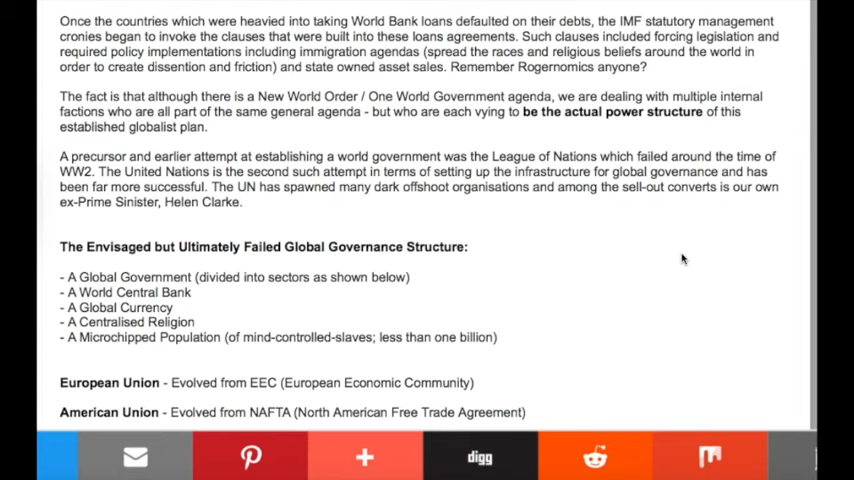 Once the countries which were heavied into taking World Bank loans defaulted on their debts, the IMF statutory management
cronies began to invoke the clauses that were built into these loans agreements. Such clauses included forcing legislation and
required policy implementations including immigration agendas (spread the races and religious beliefs around the world in
order to create dissention and friction) and state owned asset sales. Remember Rogernomics anyone?
The fact is that although there is a New World Order / One World Government agenda, we are dealing with multiple internal
factions who are all part of the same general agenda - but who are each vying to be the actual power structure of this
established globalist plan.
A precursor and earlier attempt at establishing a world government was the League of Nations which failed around the time of
WW2. The United Nations is the second such attempt in terms of setting up the infrastructure for global governance and has
been far more successful. The UN has spawned many dark offshoot organisations and among the sell-out converts is our own
ex-Prime Sinister, Helen Clarke.
The Envisaged but Ultimately Failed Global Governance Structure:
- A Global Government (divided into sectors as shown below)
- A World Central Bank
- A Global Currency
- A Centralised Religion
- A Microchipped Population (of mind-controlled-slaves; less than one billion)
European Union - Evolved from EEC (European Economic Community)
American Union - Evolved from NAFTA (North American Free Trade Agreement)
digg